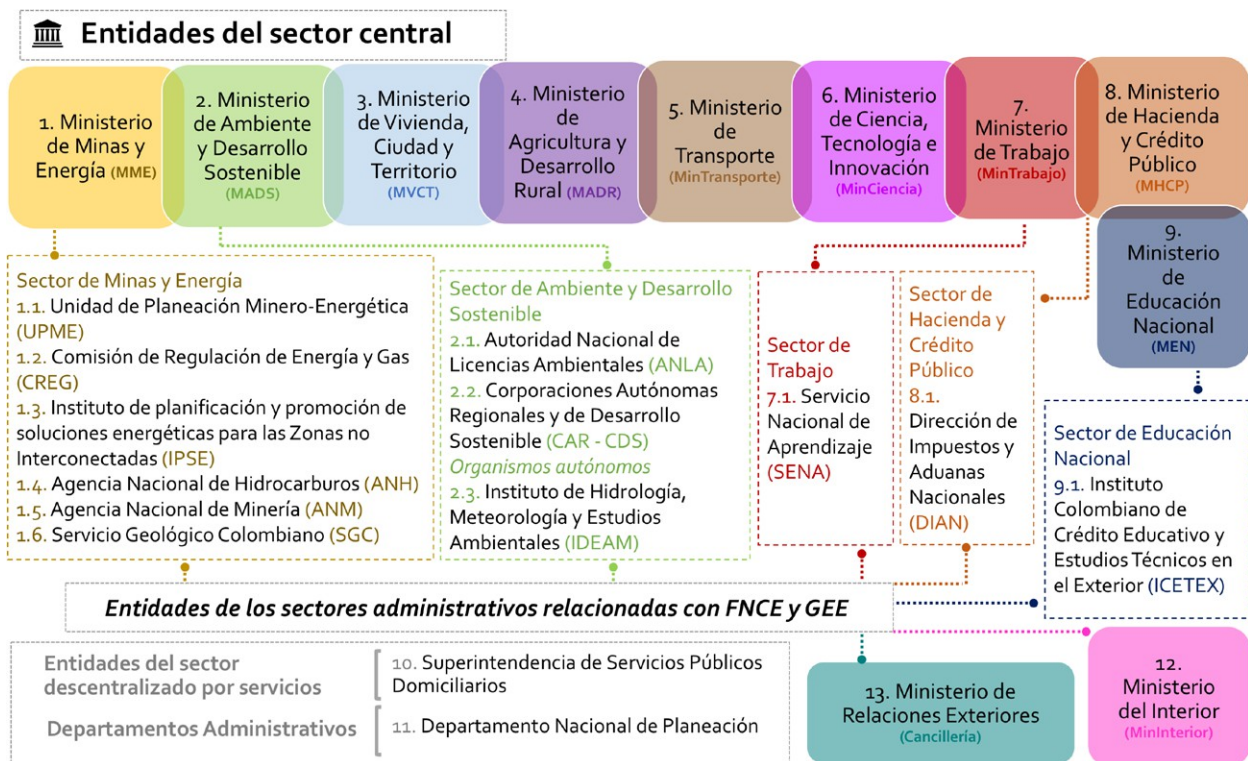 Entidades del sector central
1. Ministerio
de Minas y
Energía (MME)
2. Ministerio
de Ambiente
y Desarrollo
Sostenible
(MADS)
3. Ministerio
de Vivienda,
Ciudad y
Territorio
(MVCT)
4. Ministerio
de
Agricultura y
Desarrollo
Rural (MADR)
5. Ministerio
de
Transporte
(MinTransporte)
6. Ministerio
de Ciencia,
Tecnología e
Innovación
(MinCiencia)
7.
Ministerio
de Trabajo
(MinTrabajo)
8. Ministerio
de Hacienda
y Crédito
Público
(MHCP)
9.
Ministerio
de
Educación
Nacional
(MEN)
Sector de Minas y Energía
1.1. Unidad de Planeación Minero-Energética
(UPME)
1.2. Comisión de Regulación de Energía y Gas
(CREG)
1.3. Instituto de planificación y promoción de
soluciones energéticas para las Zonas no
Interconectadas (IPSE)
1.4. Agencia Nacional de Hidrocarburos (ANH)
1.5. Agencia Nacional de Minería (ANM)
1.6. Servicio Geológico Colombiano (SGC)
Sector de Ambiente y Desarrollo
Sostenible
2.1. Autoridad Nacional de
Licencias Ambientales (ANLA)
2.2. Corporaciones Autónomas
Regionales y de Desarrollo
Sostenible (CAR - CDS)
Organismos autónomos
2.3. Instituto de Hidrología,
Meteorología y Estudios
Ambientales (IDEAM)
Sector de
Trabajo
7.1. Servicio
Nacional de
Aprendizaje
(SENA)
Sector de
Hacienda y
Crédito
Público
8.1.
Dirección de
Impuestos y
Aduanas
Nacionales
(DIAN)
Sector de Educación
Nacional
9.1. Instituto
Colombiano de
Crédito Educativo y
Estudios Técnicos en
el Exterior (ICETEX)
Entidades de los sectores administrativos relacionadas con FNCE y GEE
Entidades del sector
descentralizado por servicios
10. Superintendencia de Servicios Públicos
Domiciliarios
Departamentos Administrativos
11. Departamento Nacional de Planeación
13. Ministerio de
Relaciones Exteriores
(Cancillería)
12.
Ministerio
del Interior
(MinInterior)